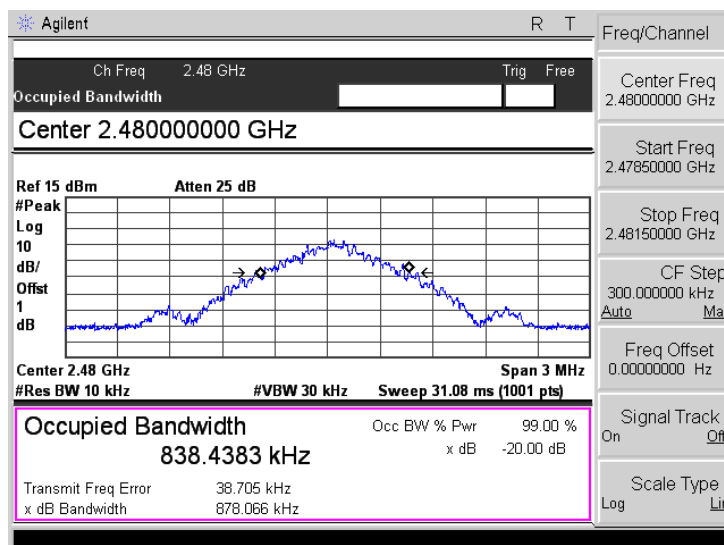 Agilent R T
Ch Freq 2.48 GHz Trig Free
Occupied Bandwidth
Center 2.480000000 GHz
Ref 15 dBm Atten 25 dB
#Peak
Log
10
dB/
Offst
1
dB
Center 2.48 GHz Span 3 MHz
#Res BW 10 kHz #VBW 30 kHz Sweep 31.08 ms (1001 pts)
Occupied Bandwidth Occ BW % Pwr 99.00 %
838.4383 kHz x dB -20.00 dB
Transmit Freq Error 38.705 kHz
x dB Bandwidth 878.066 kHz
Freq/Channel
Center Freq
2.48000000 GHz
Start Freq
2.47850000 GHz
Stop Freq
2.48150000 GHz
CF Step
300.000000 kHz
Auto Ma
Freq Offset
0.00000000 Hz
Signal Track
On Off
Scale Type
Log Li